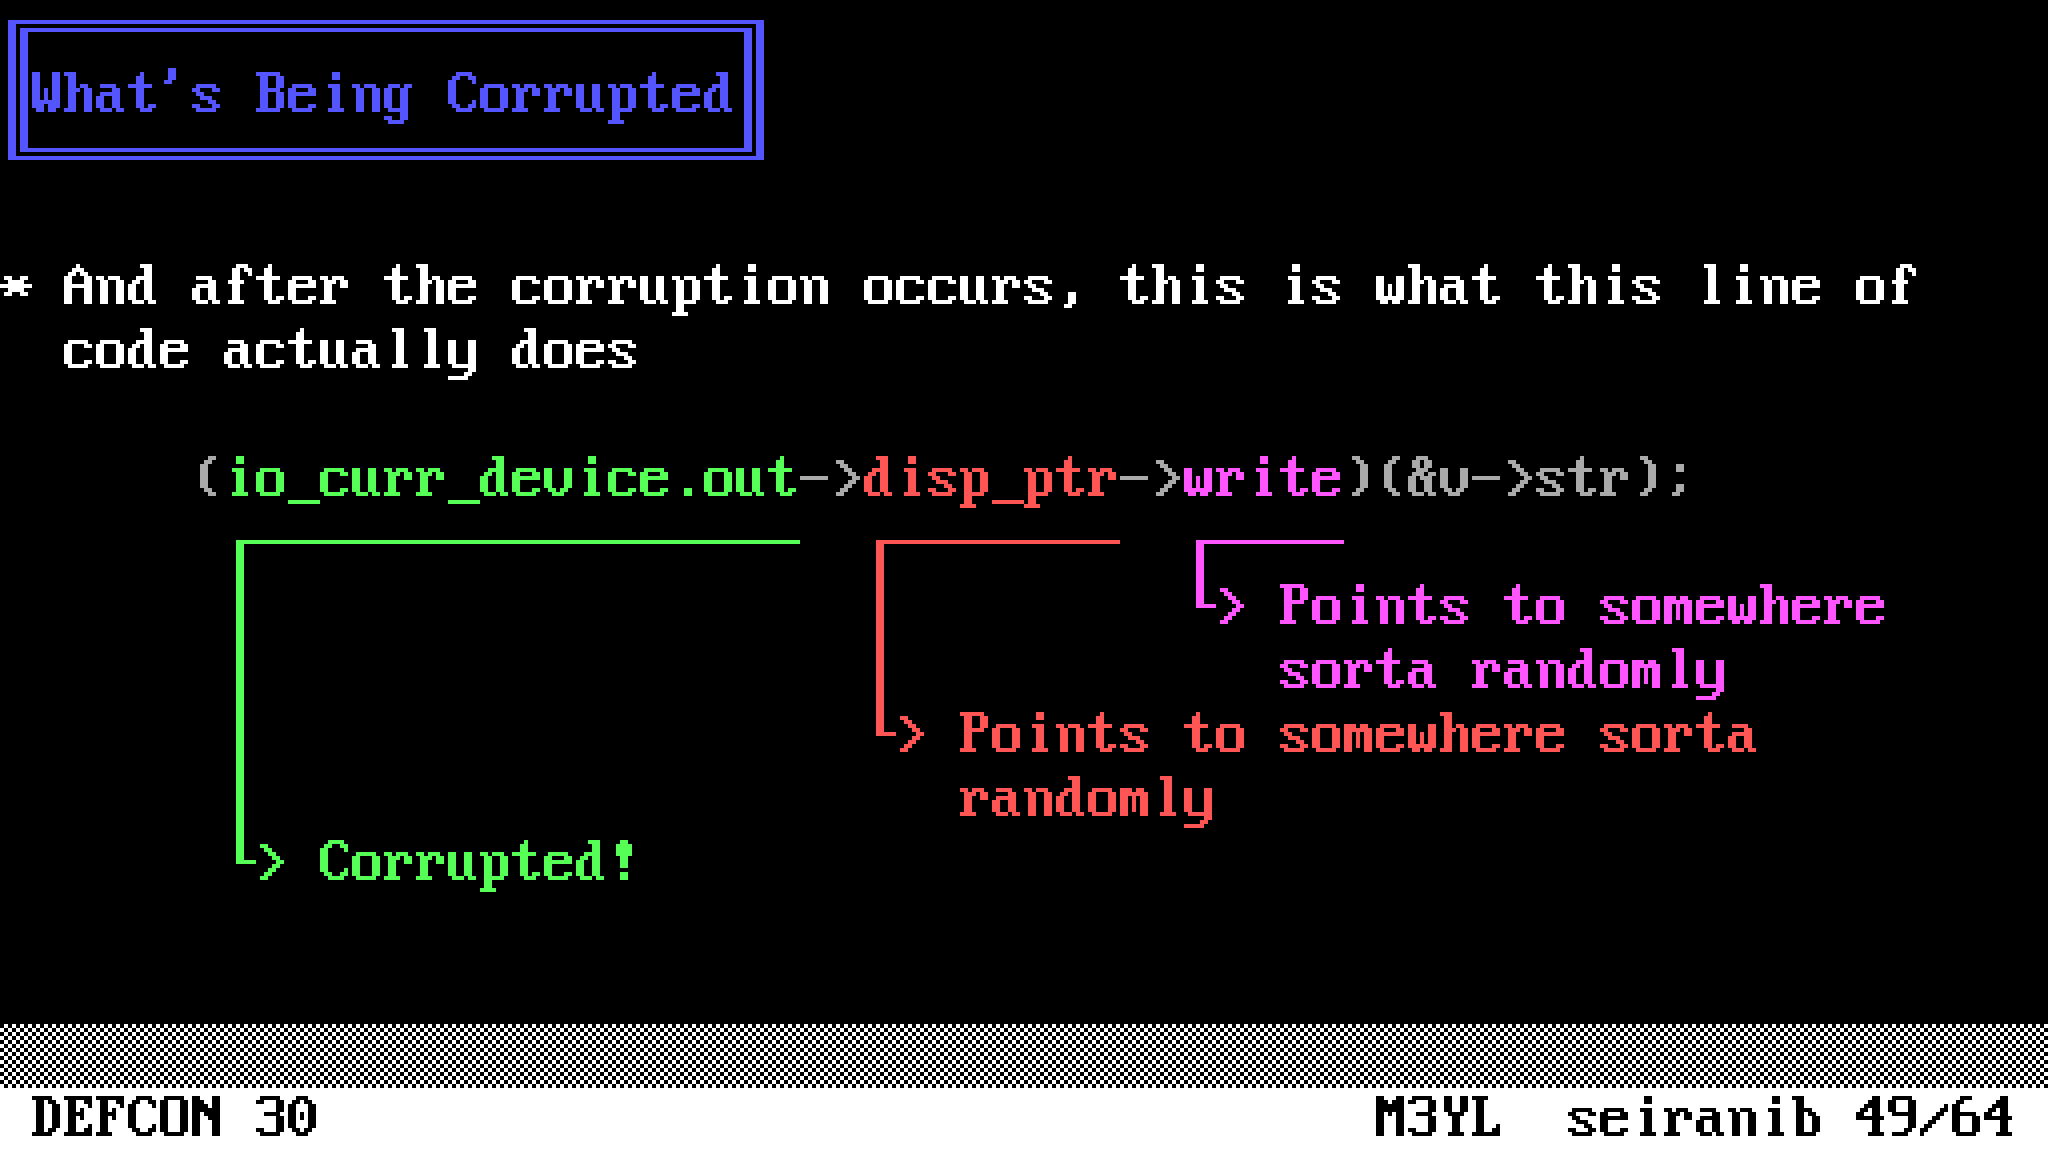 What's Being Corrupted
* And after the corruption occurs, this is what this line of
code actually does
(io_curr_device.out->disp_ptr->write)(&v->str);
> Points to somewhere
sorta randomly
> Points to somewhere sorta
randomly
> Corrupted!
DEFCON 30
M3YL seiranib 49/64